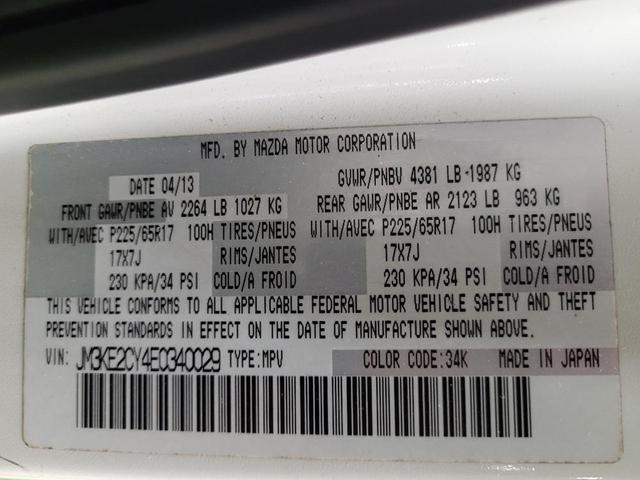 MFD. BY MAZDA MOTOR CORPORATION
DATE 04/13 GVWR/PNBV 4381 LB-1987 KG
FRONT GAWR/PNBE AV 2264 LB 1027 KG REAR GAWR/PNBE AR 2123 LB 963 KG
WITH/AVEC P225/65R17 100H TIRES/PNEUS WITH/AVEC P225/65R17 100H TIRES/PNEUS
17X7J RIMS/JANTES 17X7J RIMS/JANTES
230 KPA/34 PSI COLD/A FROID 230 KPA/34 PSI COLD/A FROID
THIS VEHICLE CONFORMS TO ALL APPLICABLE FEDERAL MOTOR VEHICLE SAFETY AND THEFT
PREVENTION STANDARDS IN EFFECT ON THE DATE OF MANUFACTURE SHOWN ABOVE.
VIN: JM3KE2CY4E0340029 TYPE:MPV COLOR CODE:34K MADE IN JAPAN